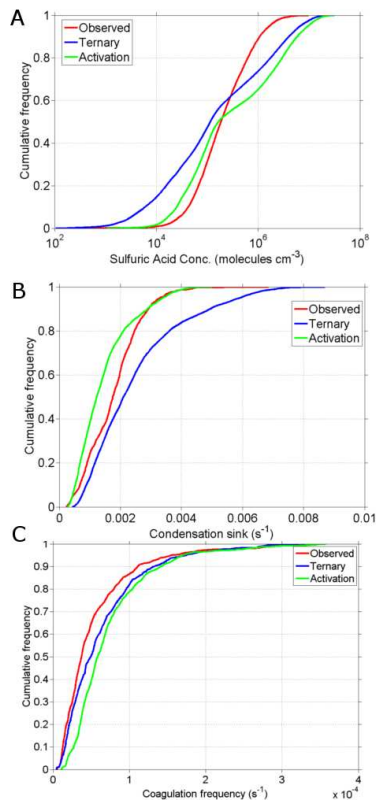 A
Observed
Ternary
Activation
Cumulative frequency
1
0.8
0.6
0.4
0.2
0
10^2
10^4
10^6
10^8
Sulfuric Acid Conc. (molecules cm^-3)
B
Observed
Ternary
Activation
Cumulative frequency
1
0.8
0.6
0.4
0.2
0
0 0.002 0.004 0.006 0.008 0.01
Condensation sink (s^-1)
C
Observed
Ternary
Activation
Cumulative frequency
1
0.9
0.8
0.7
0.6
0.5
0.4
0.3
0.2
0.1
0
0 1 2 3 4
Coagulation frequency (s^-1)
x 10^-4